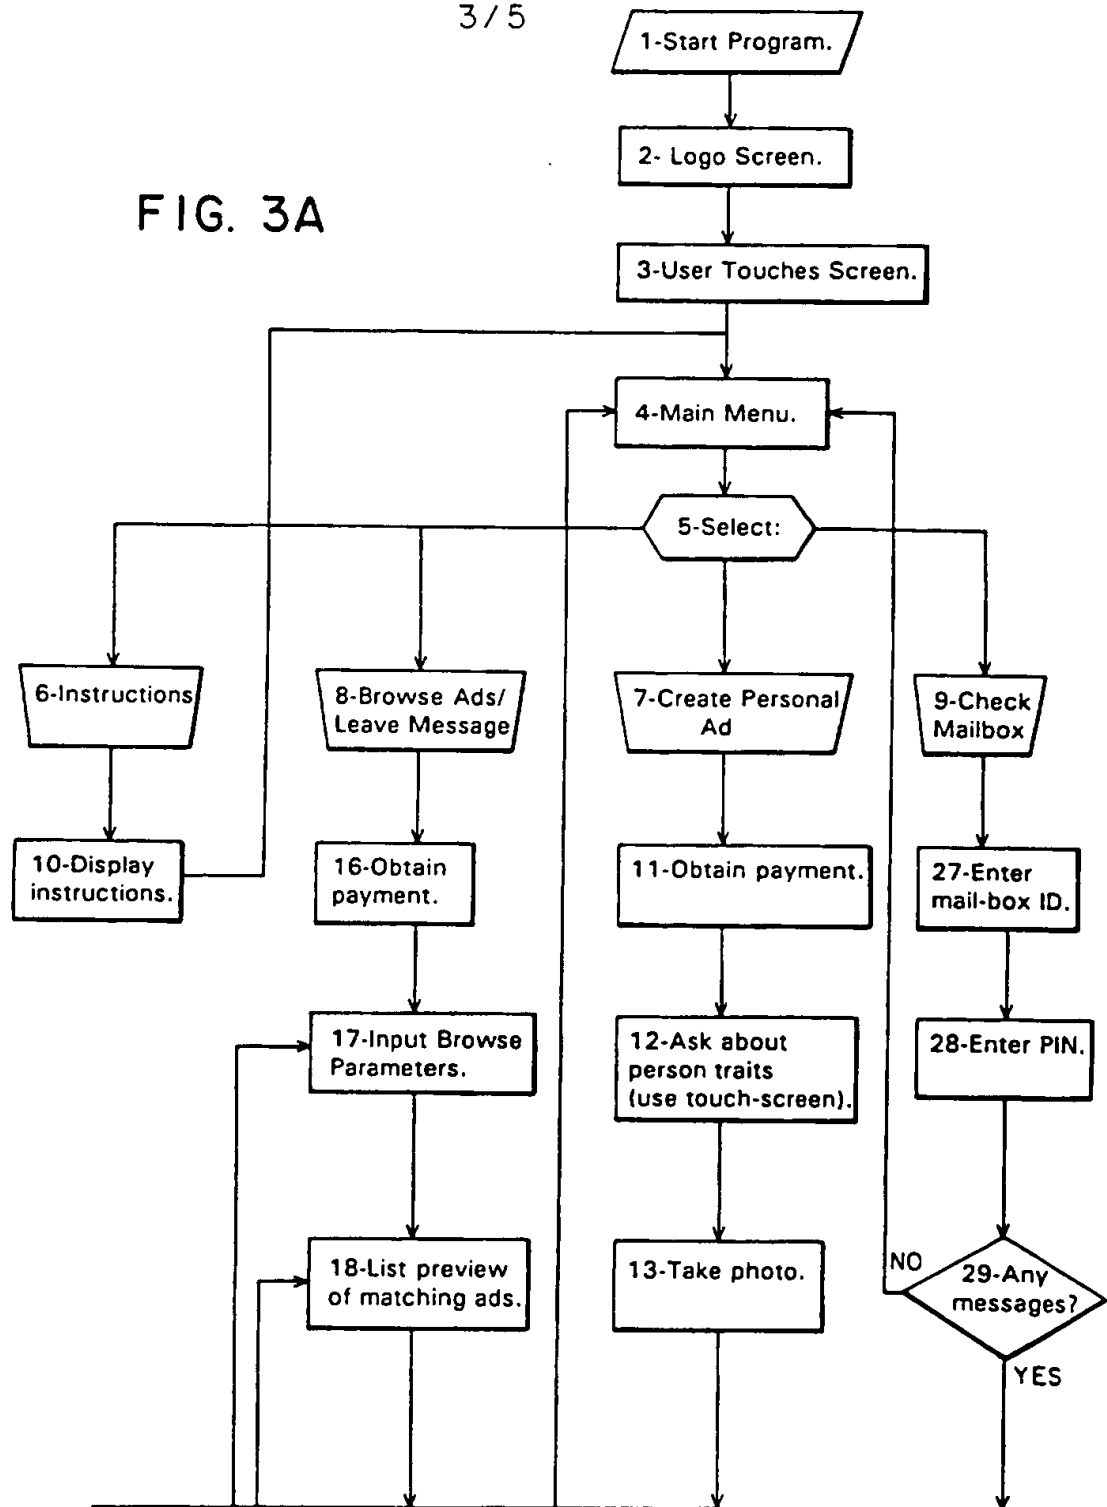 3/5
1-Start Program.
2- Logo Screen.
FIG. 3A
3-User Touches Screen.
4-Main Menu.
5-Select:
6-Instructions
8-Browse Ads/
Leave Message
7-Create Personal
Ad
9-Check
Mailbox
10-Display
instructions.
16-Obtain
payment.
11-Obtain payment.
27-Enter
mail-box ID.
17-Input Browse
Parameters.
12-Ask about
person traits
(use touch-screen).
28-Enter PIN.
18-List preview
of matching ads.
13-Take photo.
NO
29-Any
messages?
YES